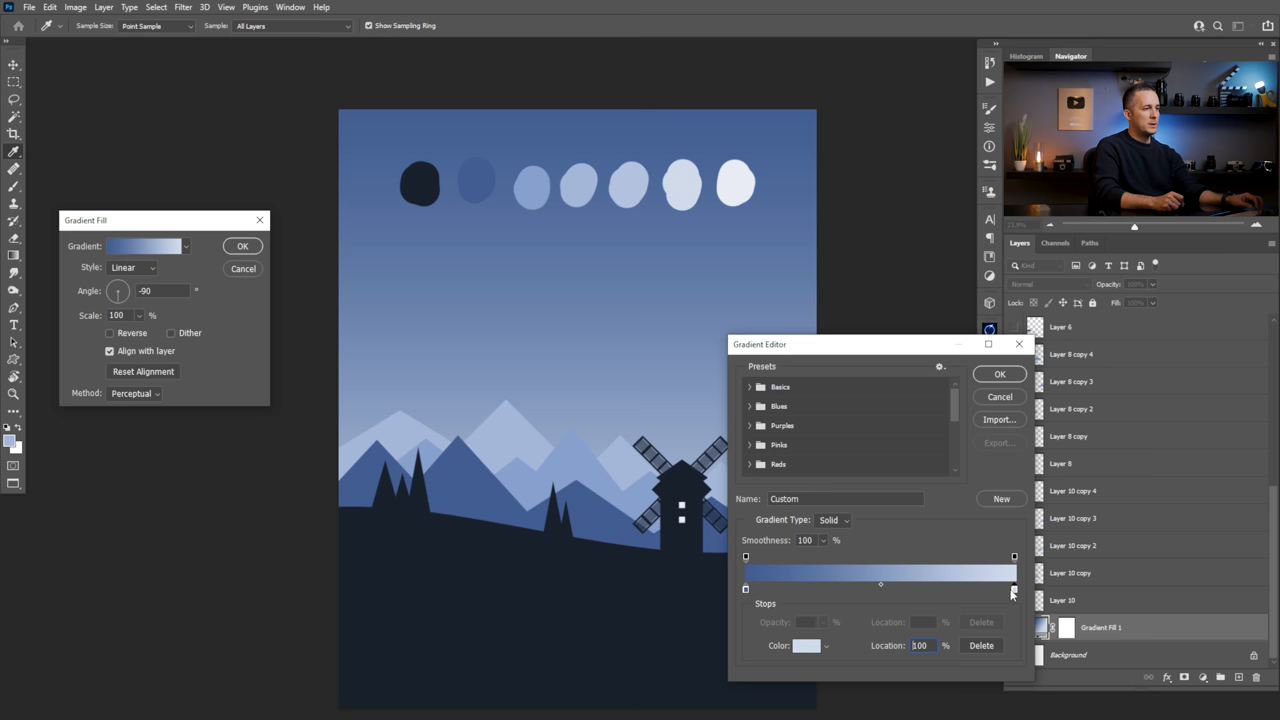 Ps File Edit Image Layer Type Select Filter 3D View Plugins Window Help
Sample Size: Point Sample Sample: All Layers Show Sampling Ring
Histogram Navigator
Gradient Fill
Gradient: OK
Style: Linear Cancel
Angle: -90 °
Scale: 100 %
Reverse Dither
Align with layer
Reset Alignment
Method: Perceptual
Gradient Editor
Presets
Basics
Blues
Purples
Pinks
Reds
OK
Cancel
Import...
Export...
Name: Custom New
Gradient Type: Solid
Smoothness: 100 %
Stops
Opacity: % Location: % Delete
Color: Location: 100 % Delete
Layers Channels Paths
Kind
Normal Opacity: 100%
Lock: Fill: 100%
Layer 6
Layer 8 copy 4
Layer 8 copy 3
Layer 8 copy 2
Layer 8 copy
Layer 8
Layer 10 copy 4
Layer 10 copy 3
Layer 10 copy 2
Layer 10 copy
Layer 10
Gradient Fill 1
Background
fx